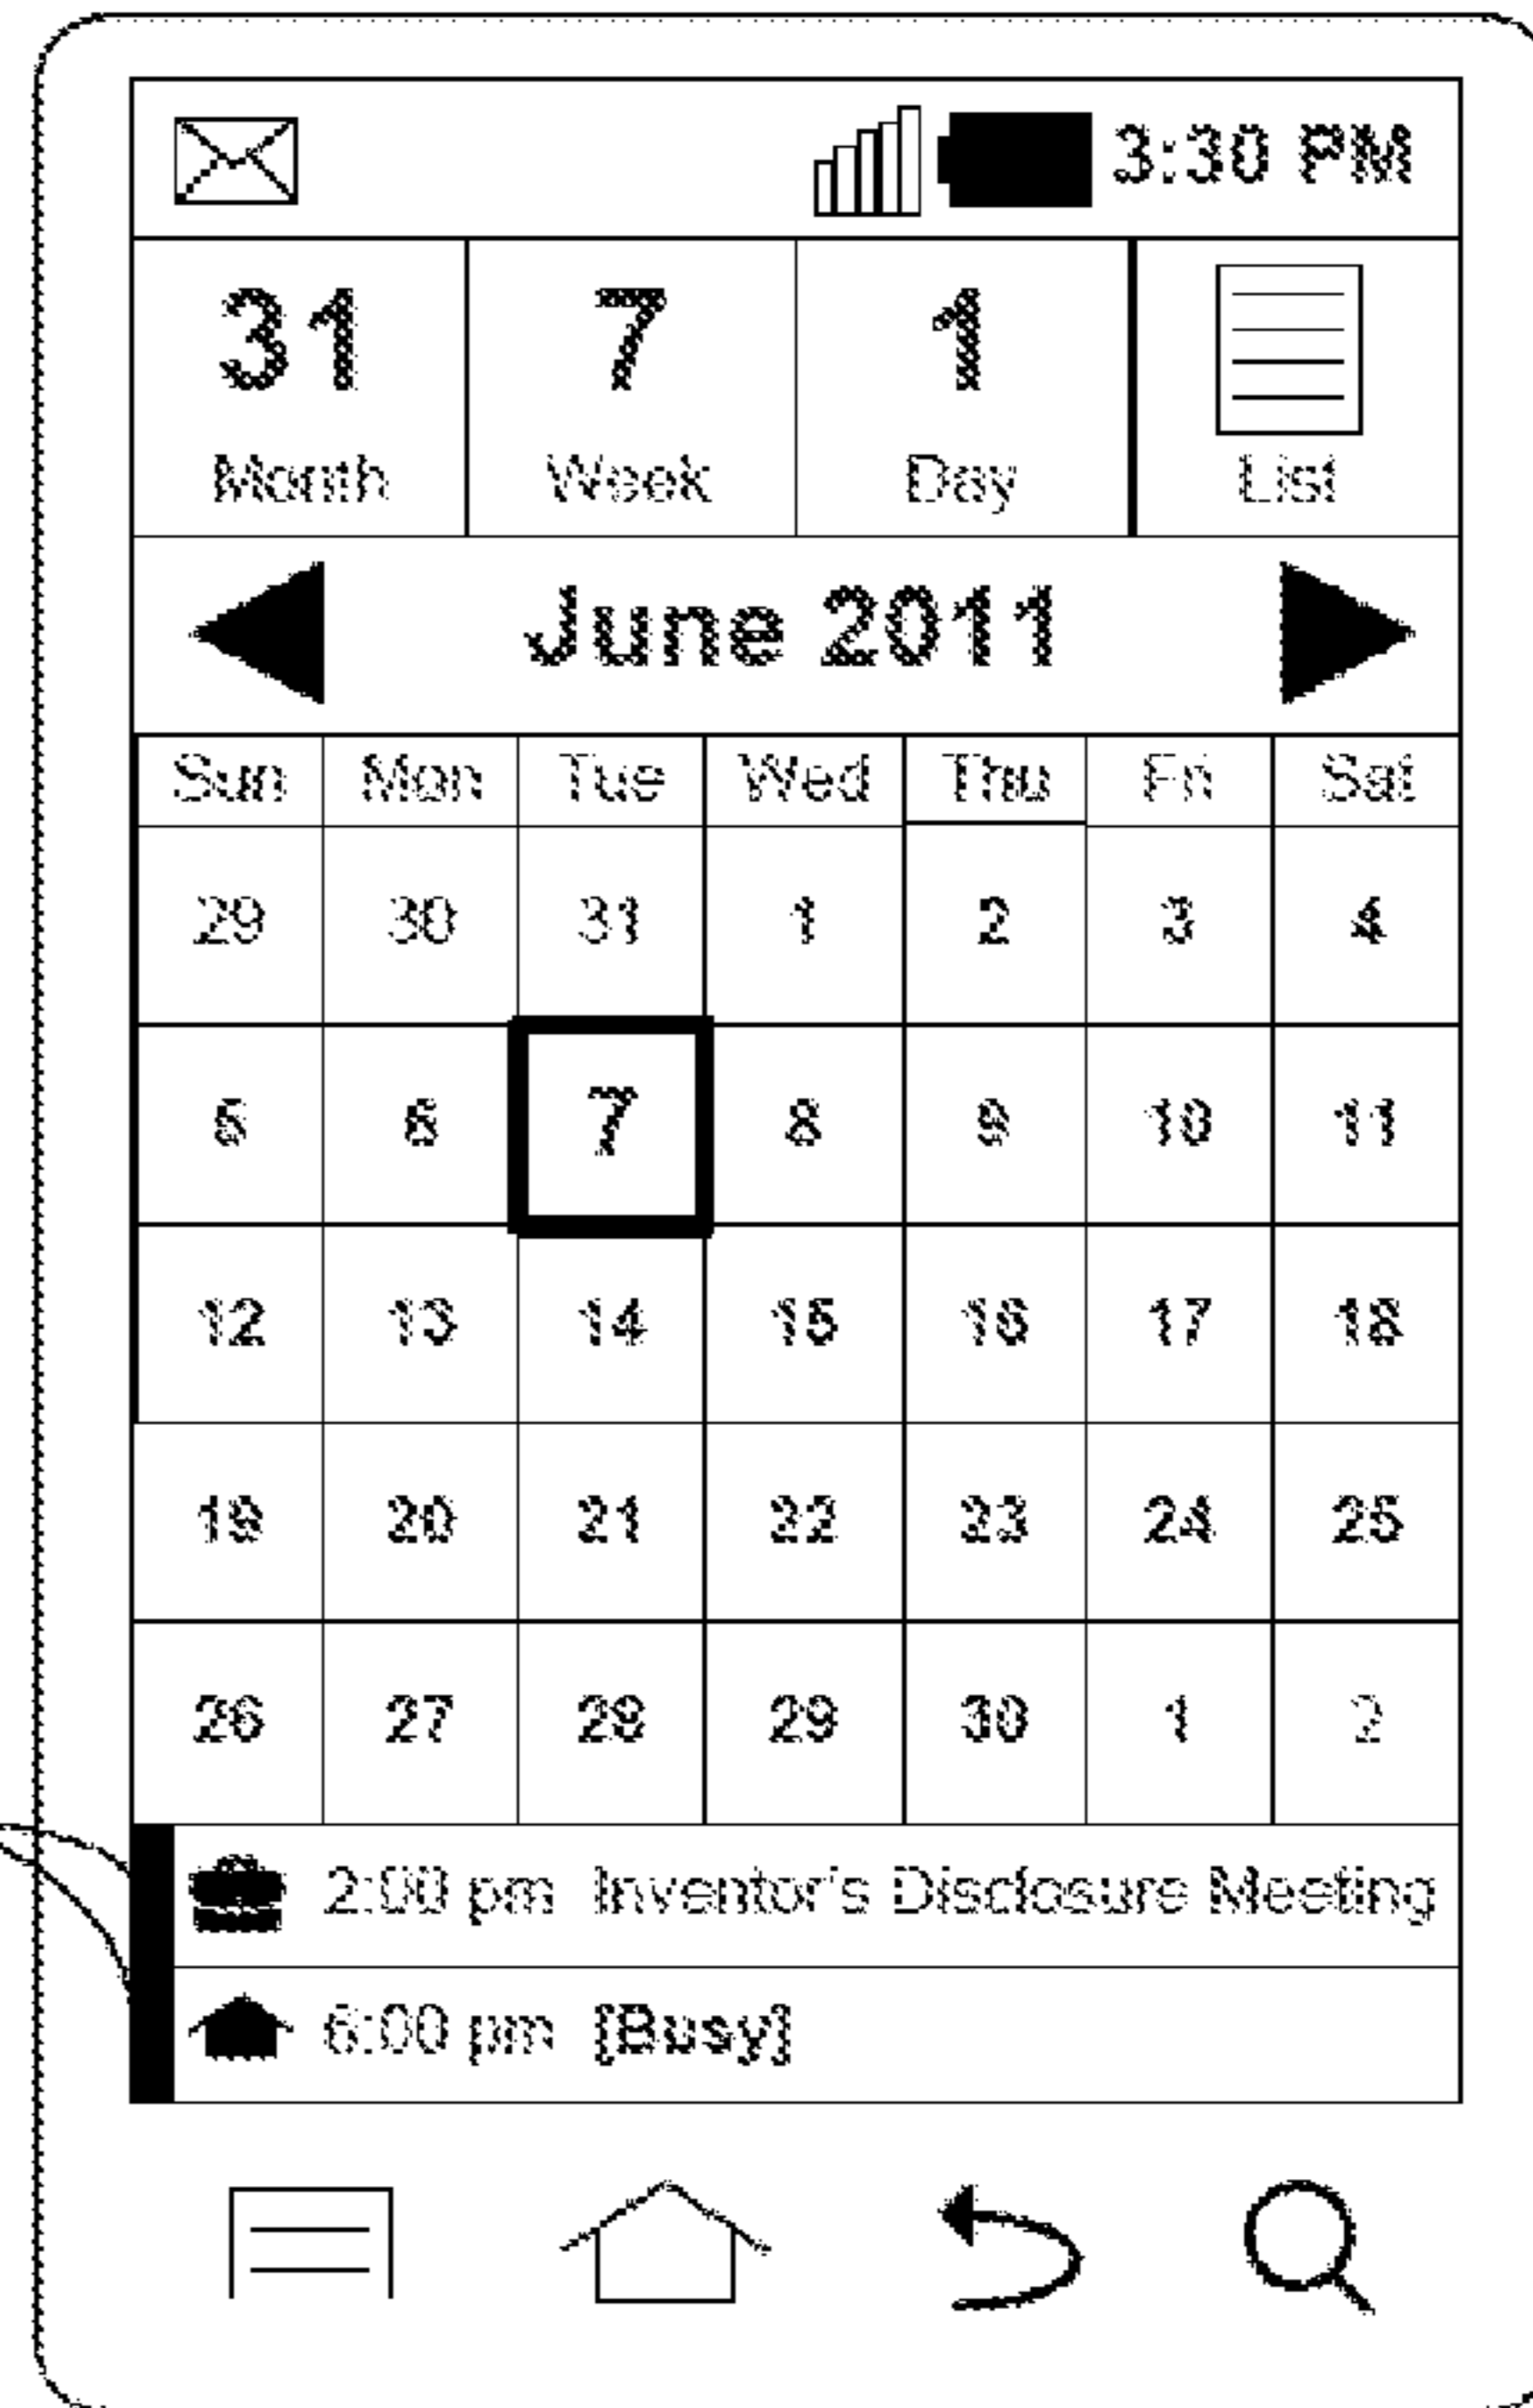 3:30 PM
31 7 1
Month Week Day List
June 2011
Sun Mon Tue Wed Thu Fri Sat
29 30 31 1 2 3 4
5 6 7 8 9 10 11
12 13 14 15 16 17 18
19 20 21 22 23 24 25
26 27 28 29 30 1 2
2:00 pm Inventor's Disclosure Meeting
6:00 pm [Busy]